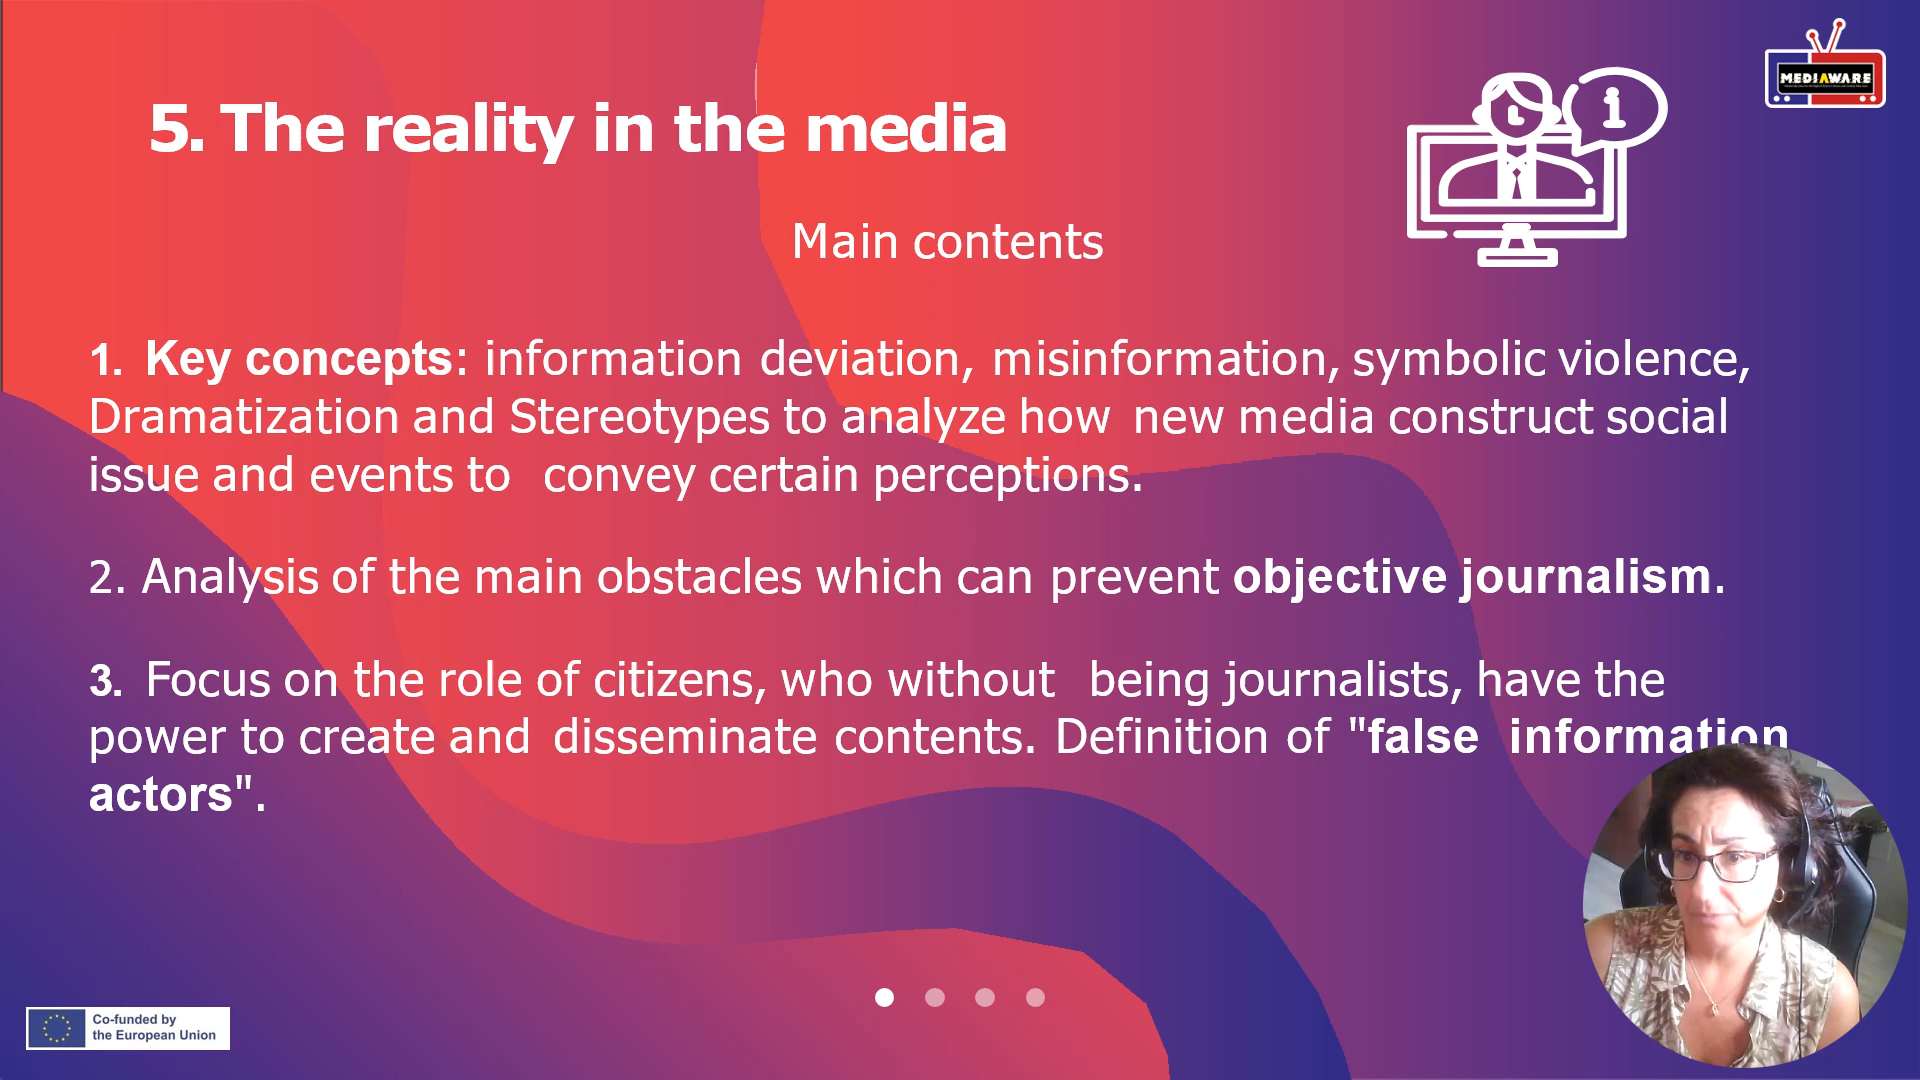 MEDIAWARE
5. The reality in the media
Main contents
1. Key concepts: information deviation, misinformation, symbolic violence,
Dramatization and Stereotypes to analyze how new media construct social
issue and events to convey certain perceptions.
2. Analysis of the main obstacles which can prevent objective journalism.
3. Focus on the role of citizens, who without being journalists, have the
power to create and disseminate contents. Definition of "false information
actors".
Co-funded by
the European Union